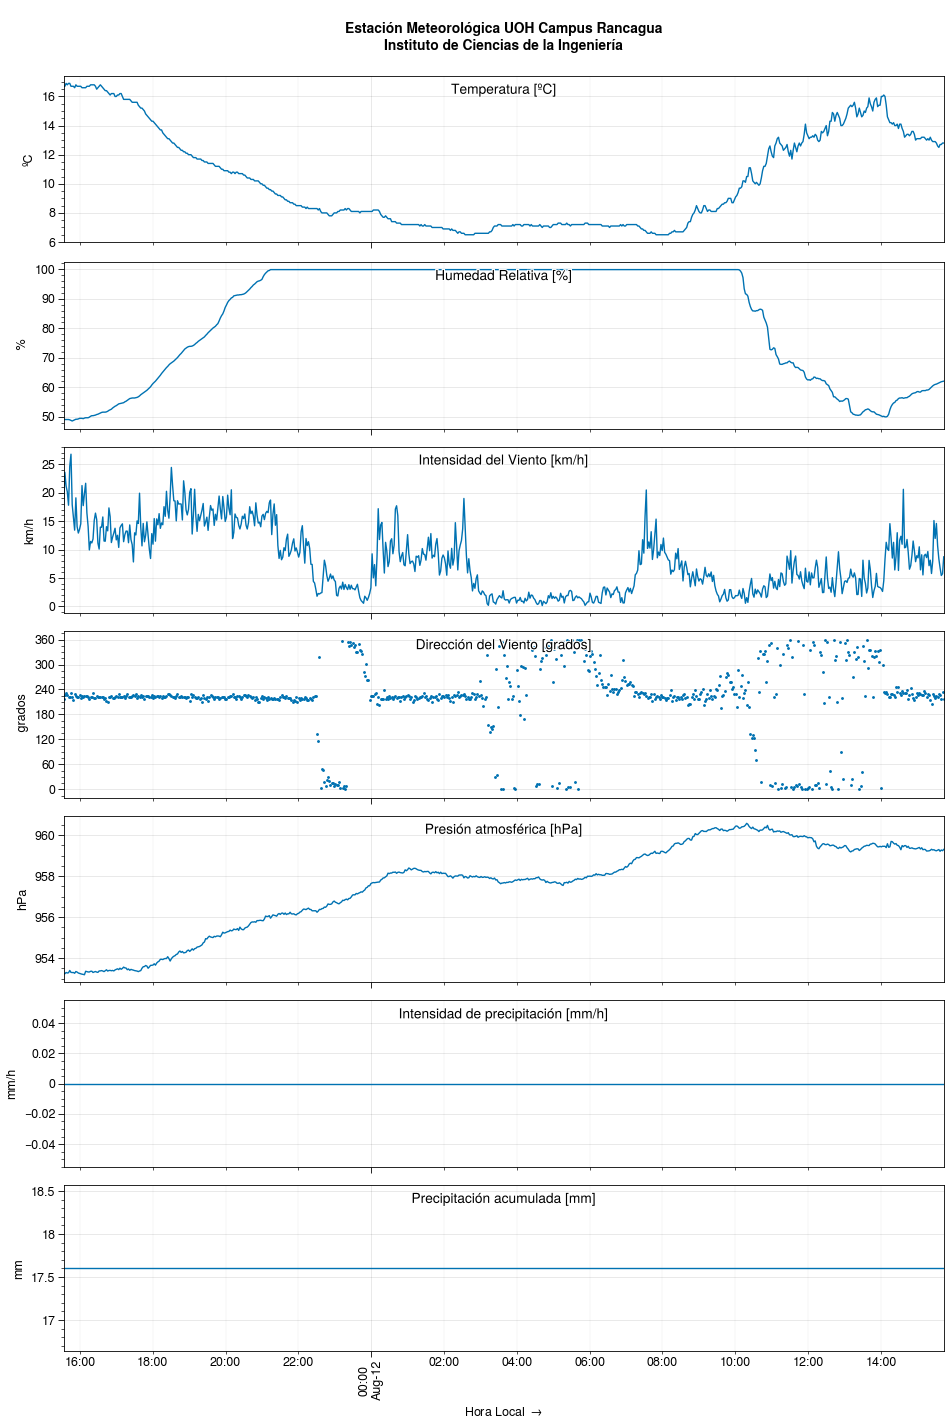 Estación Meteorológica UOH Campus Rancagua
Instituto de Ciencias de la Ingeniería
Temperatura [ºC]
ºC
16
14
12
10
8
6
Humedad Relativa [%]
%
100
90
80
70
60
50
Intensidad del Viento [km/h]
km/h
25
20
15
10
5
0
Dirección del Viento [grados]
grados
360
300
240
180
120
60
0
Presión atmosférica [hPa]
hPa
960
958
956
954
Intensidad de precipitación [mm/h]
mm/h
0.04
0.02
0
−0.02
−0.04
Precipitación acumulada [mm]
mm
18.5
18
17.5
17
16:00 18:00 20:00 22:00 00:00 02:00 04:00 06:00 08:00 10:00 12:00 14:00
Aug-12
Hora Local →